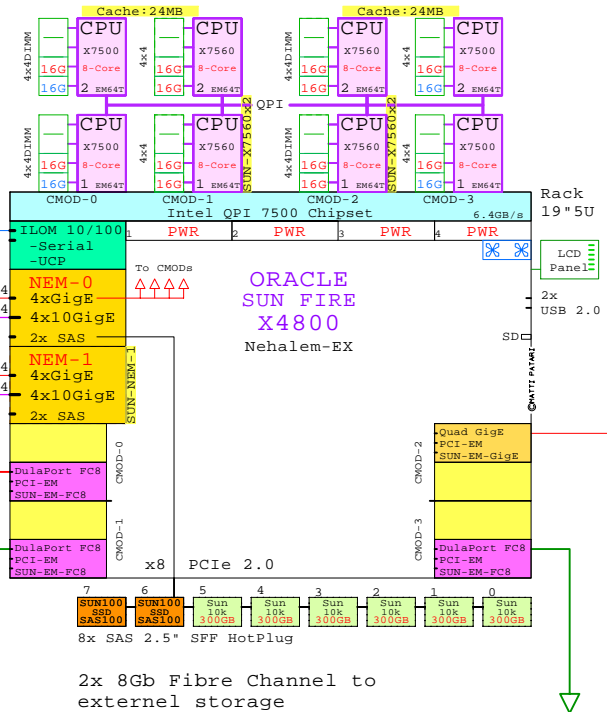 Cache:24MB
Cache:24MB
4x4DIMM
16G
16G
CPU
X7500
8-Core
2 EM64T
4x4
16G
16G
CPU
X7560
8-Core
2 EM64T
4x4DIMM
16G
16G
CPU
X7560
8-Core
2 EM64T
4x4
16G
16G
CPU
X7560
8-Core
2 EM64T
QPI
4x4DIMM
16G
16G
CPU
X7500
8-Core
1 EM64T
4x4
16G
16G
CPU
X7560
8-Core
1 EM64T
SUN-X7560x2
4x4DIMM
16G
16G
CPU
X7560
8-Core
1 EM64T
SUN-X7560x2
4x4
16G
16G
CPU
X7560
8-Core
1 EM64T
CMOD-0 CMOD-1 CMOD-2 CMOD-3
Intel QPI 7500 Chipset 6.4GB/s
Rack
19"5U
1 PWR 2 PWR 3 PWR 4 PWR
ILOM 10/100
-Serial
-UCP
LCD
Panel
NEM-0
4 4xGigE
4 4x10GigE
2x SAS
To CMODs
ORACLE
SUN FIRE
X4800
Nehalem-EX
2x
USB 2.0
SD
NEM-1
4 4xGigE
4 4x10GigE
2x SAS
SUN-NEM-1
©MATTI PATARI
CMOD-0
DulaPort FC8
PCI-EM
SUN-EM-FC8
CMOD-2
Quad GigE
PCI-EM
SUN-EM-GigE
CMOD-1
DulaPort FC8
PCI-EM
SUN-EM-FC8
CMOD-3
DulaPort FC8
PCI-EM
SUN-EM-FC8
x8 PCIe 2.0
7 6 5 4 3 2 1 0
SUN100
SSD
SAS100
SUN100
SSD
SAS100
Sun
10k
300GB
Sun
10k
300GB
Sun
10k
300GB
Sun
10k
300GB
Sun
10k
300GB
Sun
10k
300GB
8x SAS 2.5" SFF HotPlug
2x 8Gb Fibre Channel to
externel storage